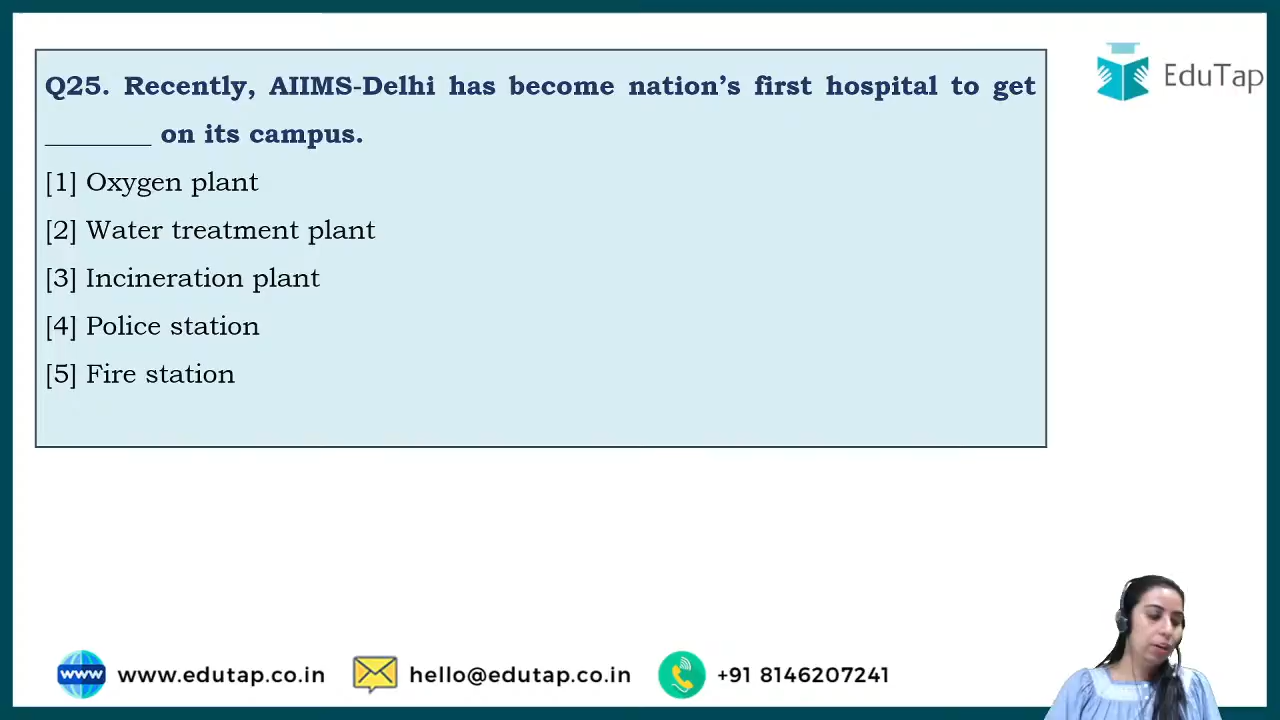 Q25. Recently, AIIMS-Delhi has become nation’s first hospital to get
________ on its campus.
[1] Oxygen plant
[2] Water treatment plant
[3] Incineration plant
[4] Police station
[5] Fire station
EduTap
www
www.edutap.co.in
hello@edutap.co.in
+91 8146207241